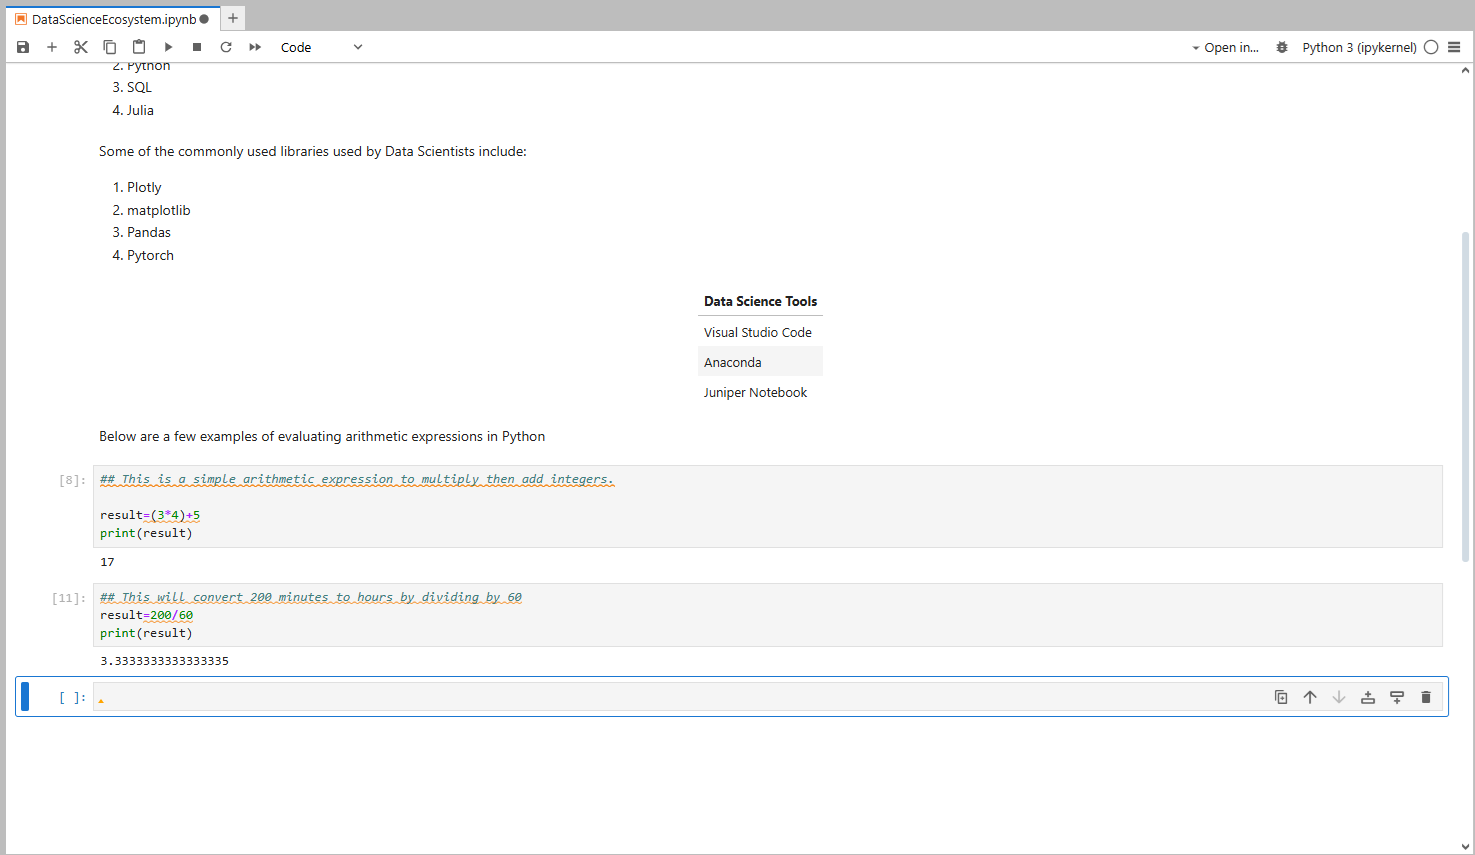 DataScienceEcosystem.ipynb
Code
Open in...
Python 3 (ipykernel)
2. Python
3. SQL
4. Julia
Some of the commonly used libraries used by Data Scientists include:
1. Plotly
2. matplotlib
3. Pandas
4. Pytorch
Data Science Tools
Visual Studio Code
Anaconda
Juniper Notebook
Below are a few examples of evaluating arithmetic expressions in Python
[8]:
## This is a simple arithmetic expression to multiply then add integers.
result=(3*4)+5
print(result)
17
[11]:
## This will convert 200 minutes to hours by dividing by 60
result=200/60
print(result)
3.3333333333333335
[ ]: